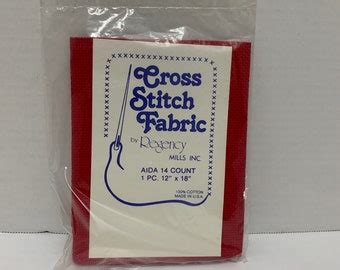 Cross
Stitch
Fabric
by Regency
MILLS INC
AIDA 14 COUNT
1 PC. 12" x 18"
100% COTTON
MADE IN U.S.A.